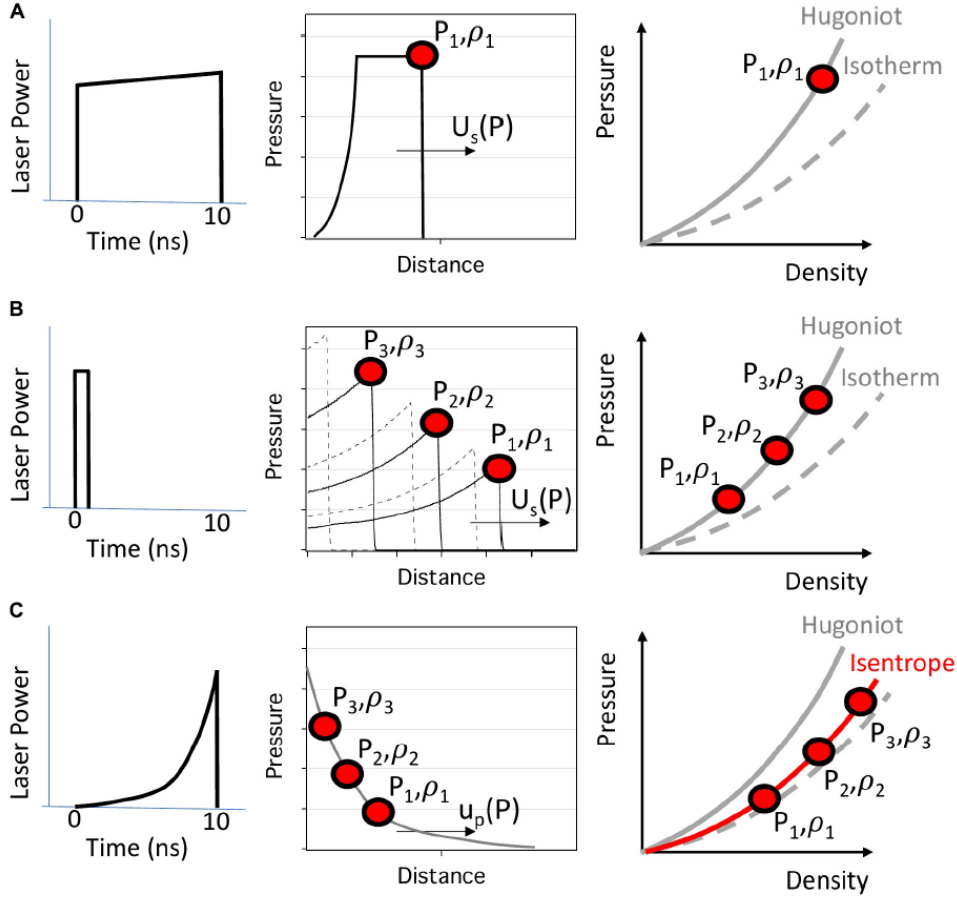 A
Laser Power
0
10
Time (ns)
Pressure
P1,ρ1
Us(P)
Distance
Perssure
Hugoniot
P1,ρ1
Isotherm
Density
B
Laser Power
0
10
Time (ns)
Pressure
P3,ρ3
P2,ρ2
P1,ρ1
Us(P)
Distance
Pressure
Hugoniot
Isotherm
P3,ρ3
P2,ρ2
P1,ρ1
Density
C
Laser Power
0
10
Time (ns)
Pressure
P3,ρ3
P2,ρ2
P1,ρ1
up(P)
Distance
Pressure
Hugoniot
Isentrope
P3,ρ3
P2,ρ2
P1,ρ1
Density